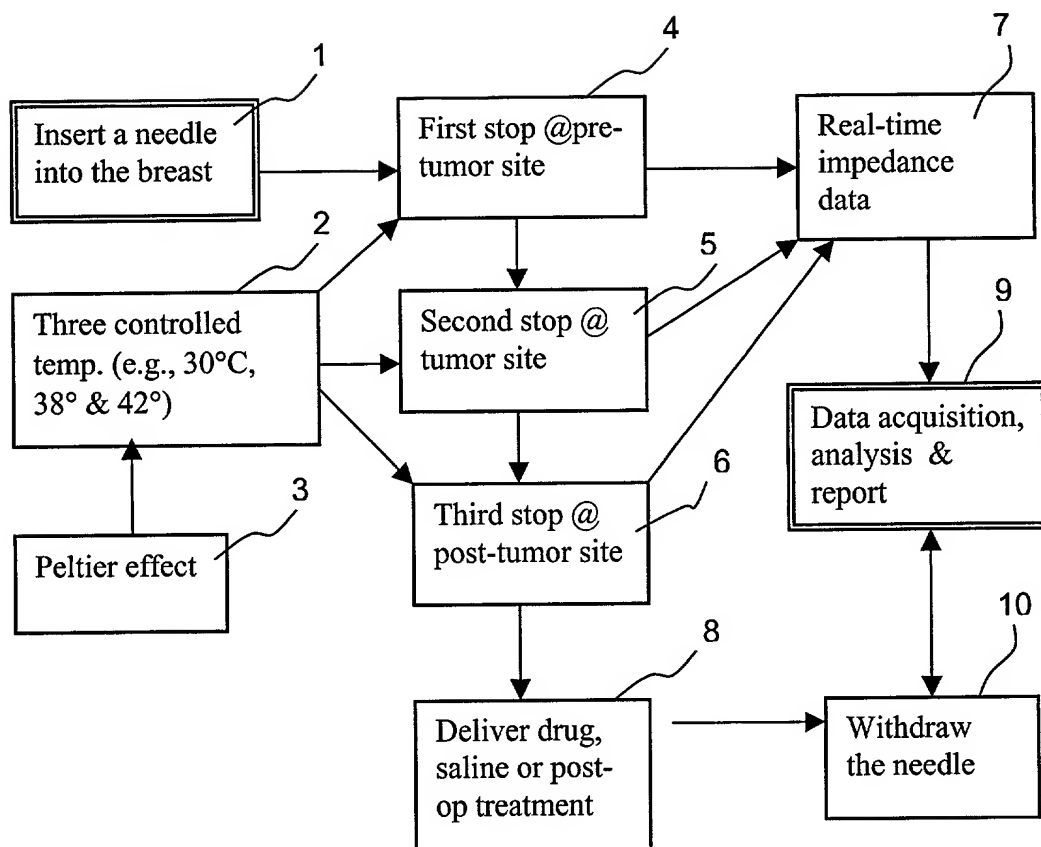 1
Insert a needle
into the breast
4
First stop @pre-
tumor site
7
Real-time
impedance
data
2
Three controlled
temp. (e.g., 30°C,
38° & 42°)
5
Second stop @
tumor site
9
Data acquisition,
analysis &
report
3
Peltier effect
6
Third stop @
post-tumor site
8
Deliver drug,
saline or post-
op treatment
10
Withdraw
the needle